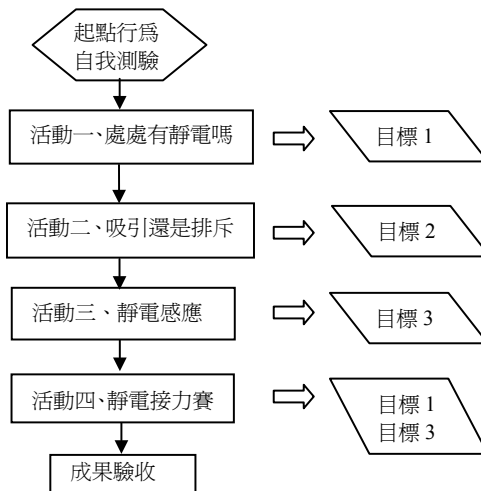 起點行為
自我測驗
活動一、處處有靜電嗎
目標 1
活動二、吸引還是排斥
目標 2
活動三、靜電感應
目標 3
活動四、靜電接力賽
目標 1
目標 3
成果驗收